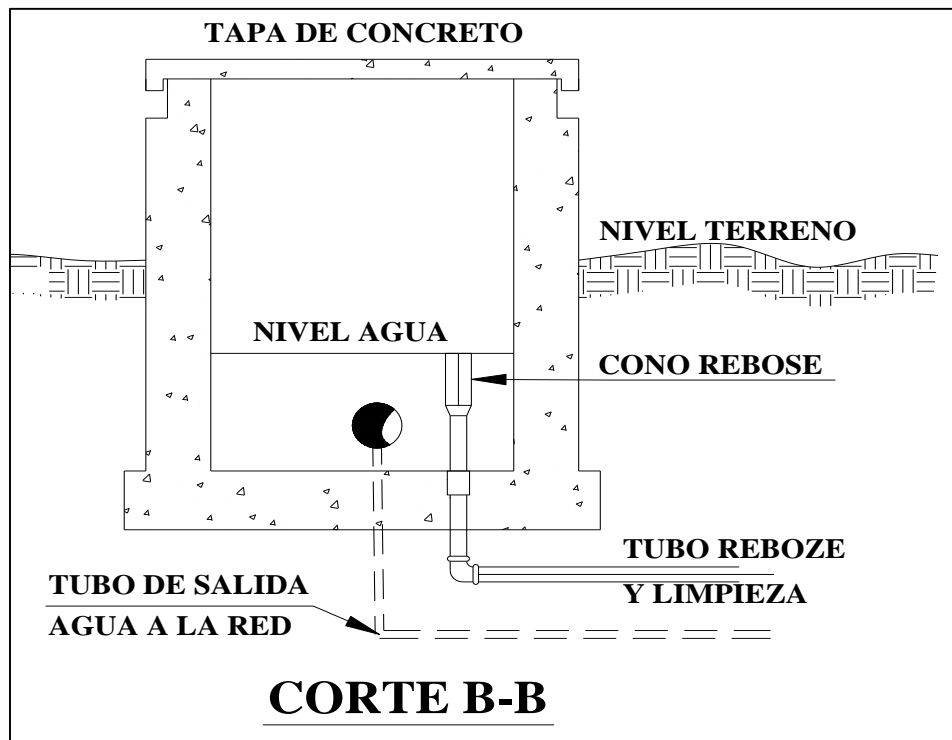 TAPA DE CONCRETO
NIVEL TERRENO
NIVEL AGUA
CONO REBOSE
TUBO REBOZE
Y LIMPIEZA
TUBO DE SALIDA
AGUA A LA RED
CORTE B-B